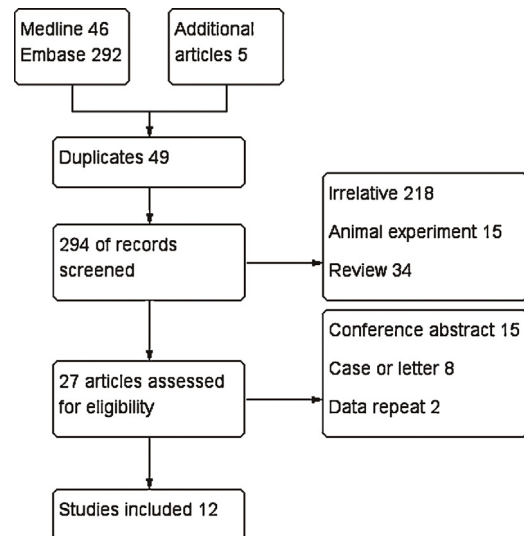 Medline 46
Embase 292
Additional
articles 5
Duplicates 49
294 of records
screened
Irrelative 218
Animal experiment 15
Review 34
27 articles assessed
for eligibility
Conference abstract 15
Case or letter 8
Data repeat 2
Studies included 12